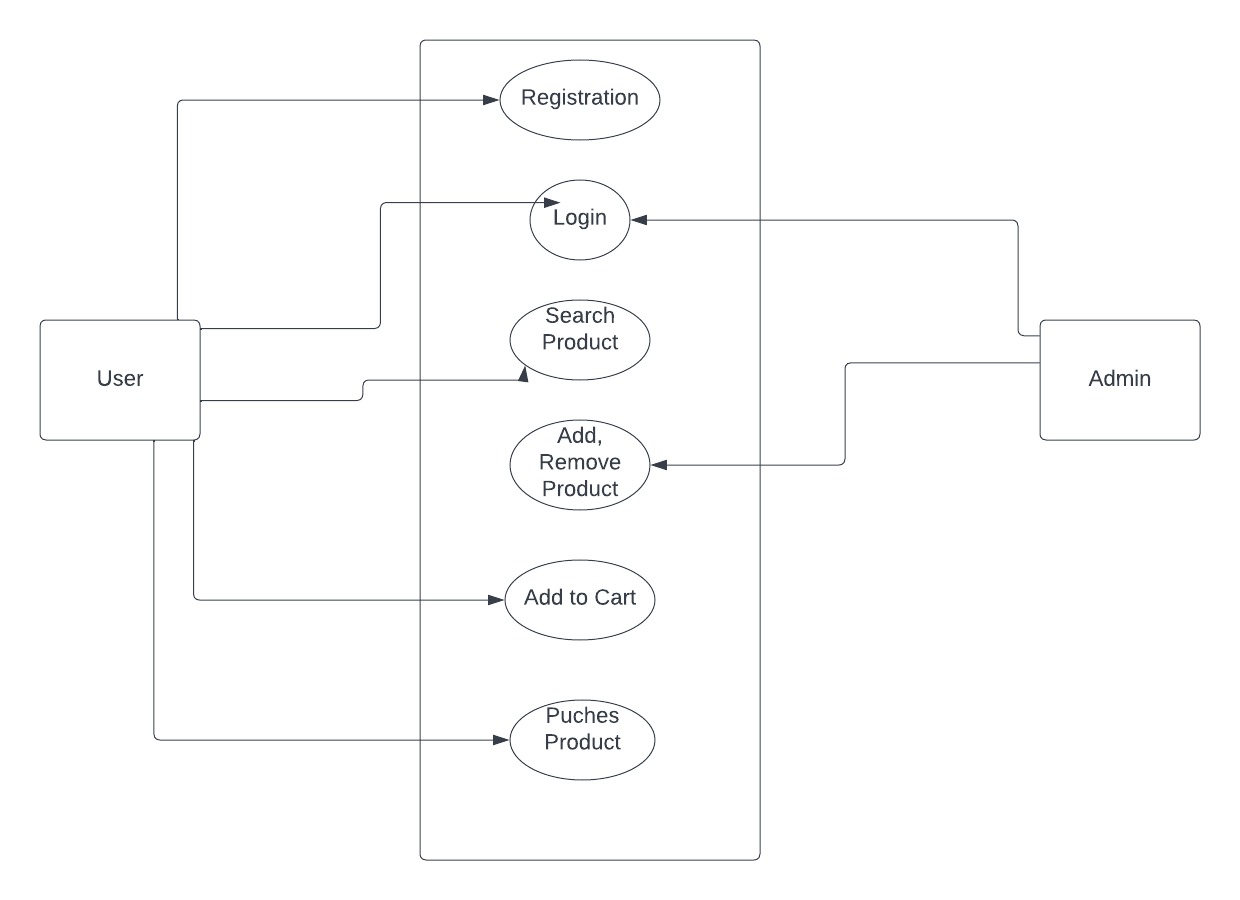 Registration
Login
Search
Product
User
Admin
Add,
Remove
Product
Add to Cart
Puches
Product